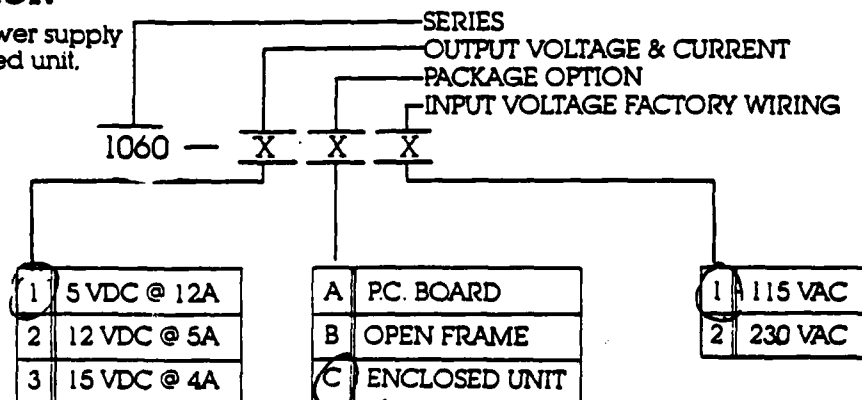 wer supply
ed unit.
SERIES
OUTPUT VOLTAGE & CURRENT
PACKAGE OPTION
INPUT VOLTAGE FACTORY WIRING
1060 — X X X
1 5 VDC @ 12A
2 12 VDC @ 5A
3 15 VDC @ 4A
A P.C. BOARD
B OPEN FRAME
C ENCLOSED UNIT
1 115 VAC
2 230 VAC